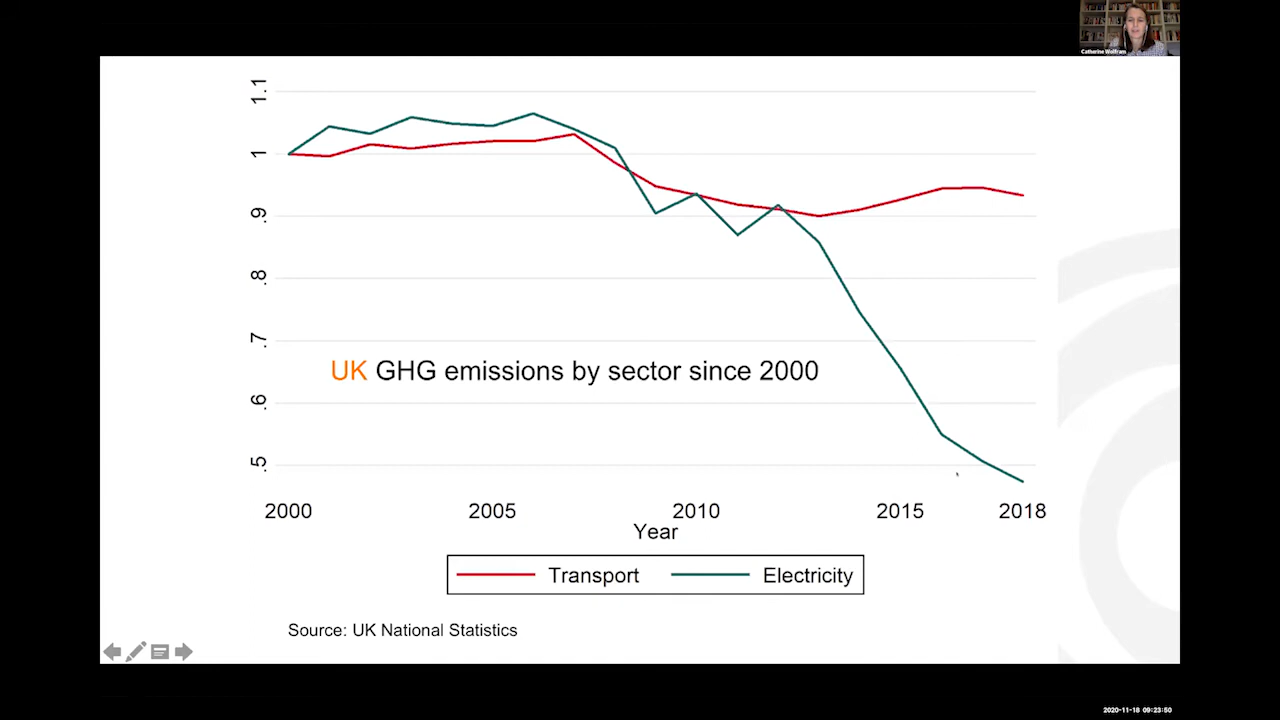 Catherine Wolfram
1.1
1
.9
.8
.7
.6
.5
UK GHG emissions by sector since 2000
2000 2005 2010 2015 2018
Year
Transport Electricity
Source: UK National Statistics
2020-11-18 09:23:50